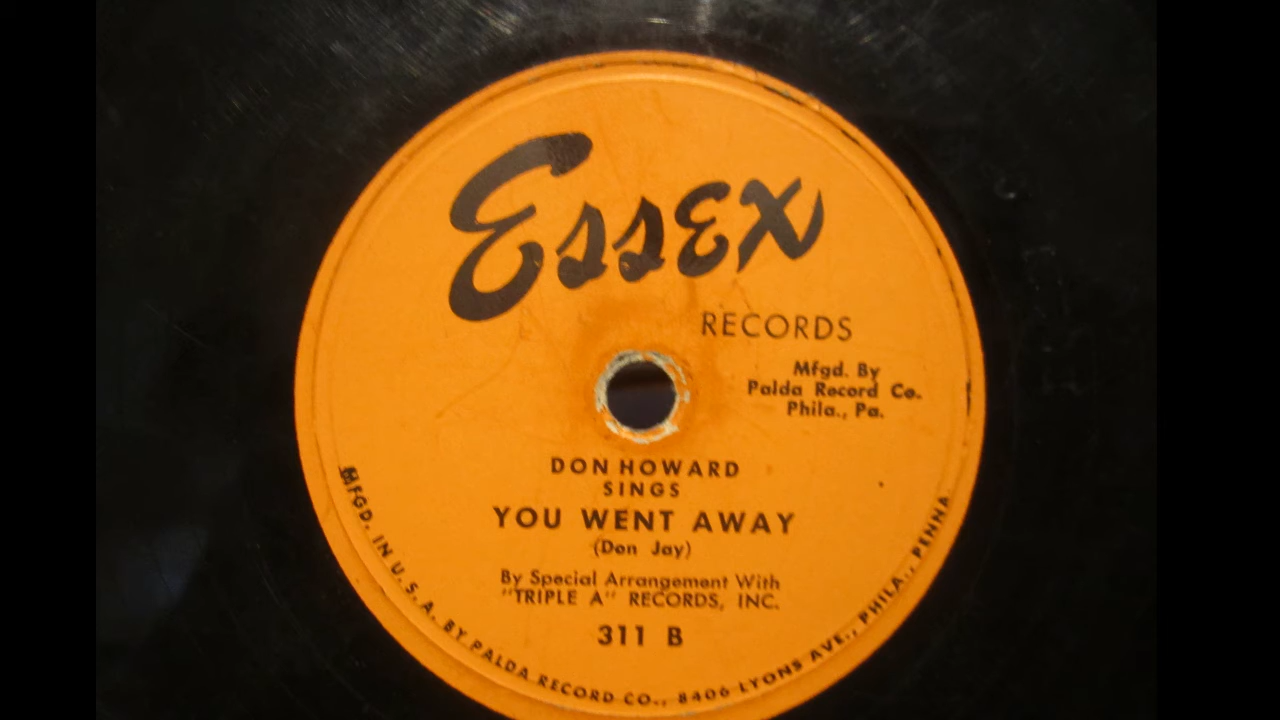 Essex
RECORDS
Mfgd. By
Palda Record Co.
Phila., Pa.
DON HOWARD
SINGS
YOU WENT AWAY
(Don Jay)
By Special Arrangement With
"TRIPLE A" RECORDS, INC.
311 B
MFGD. IN U.S.A. BY PALDA RECORD CO., 8406 LYONS AVE., PHILA., PENNA.